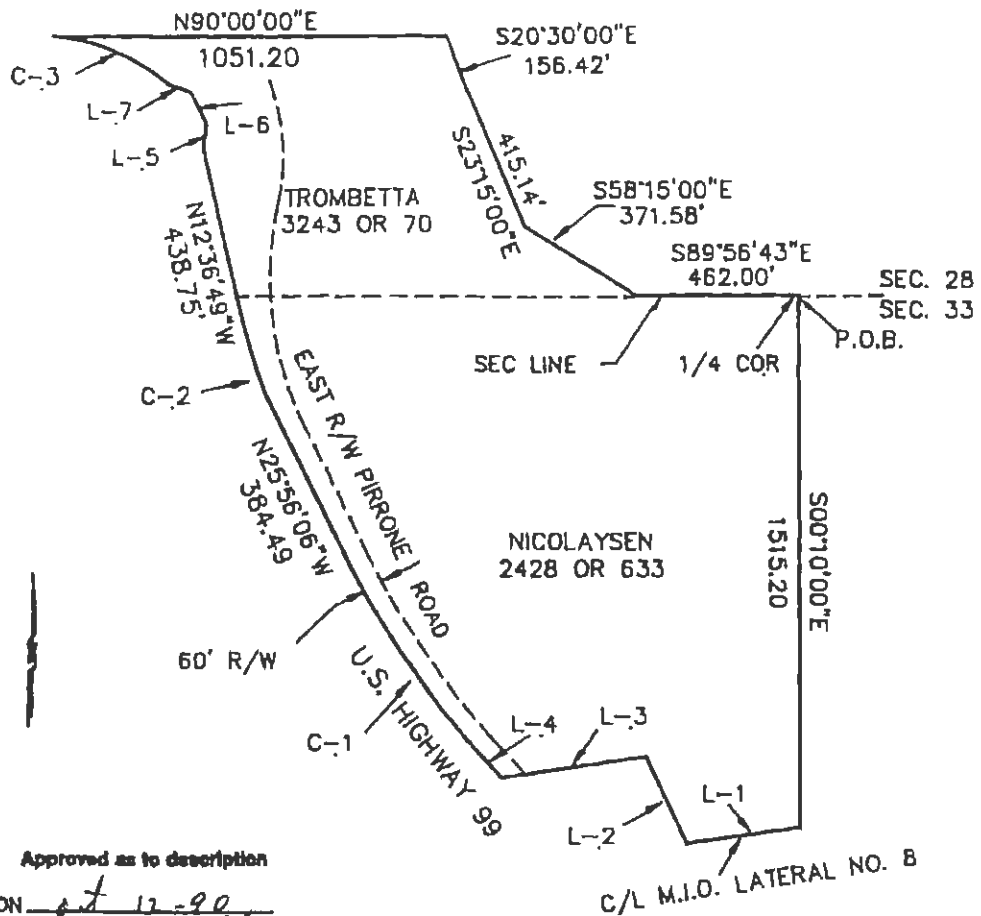 N90°00'00"E
1051.20
S20°30'00"E
156.42'
C-3
L-7
L-6
L-5
415.14'
S23°15'00"E
S58°15'00"E
371.58'
TROMBETTA
3243 OR 70
N12°36'49"W
438.75'
S89°56'43"E
462.00'
SEC. 28
SEC. 33
P.O.B.
SEC LINE
1/4 COR
C-2
EAST R/W PIRRONE ROAD
N25°56'06"W
384.49
NICOLAYSEN
2428 OR 633
S00°10'00"E
1515.20
60' R/W
U.S. HIGHWAY 99
C-1
L-4
L-3
L-1
L-2
C/L M.I.D. LATERAL NO. 8
Approved as to description
ON 12-90